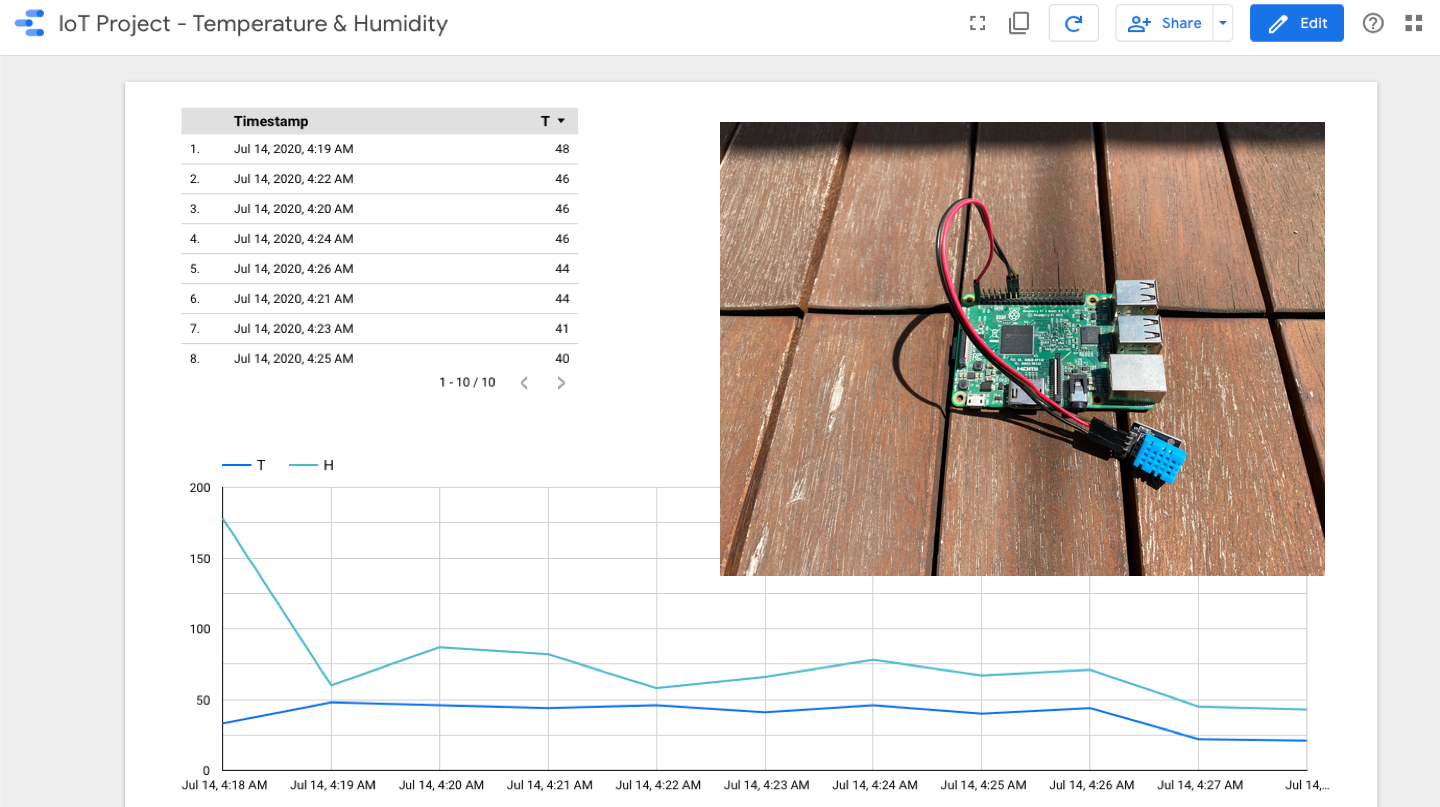 IoT Project - Temperature & Humidity
Share
Edit
Timestamp T
1. Jul 14, 2020, 4:19 AM 48
2. Jul 14, 2020, 4:22 AM 46
3. Jul 14, 2020, 4:20 AM 46
4. Jul 14, 2020, 4:24 AM 46
5. Jul 14, 2020, 4:26 AM 44
6. Jul 14, 2020, 4:21 AM 44
7. Jul 14, 2020, 4:23 AM 41
8. Jul 14, 2020, 4:25 AM 40
1 - 10 / 10
HDMI
T H
200
150
100
50
0
Jul 14, 4:18 AM Jul 14, 4:19 AM Jul 14, 4:20 AM Jul 14, 4:21 AM Jul 14, 4:22 AM Jul 14, 4:23 AM Jul 14, 4:24 AM Jul 14, 4:25 AM Jul 14, 4:26 AM Jul 14, 4:27 AM Jul 14,...